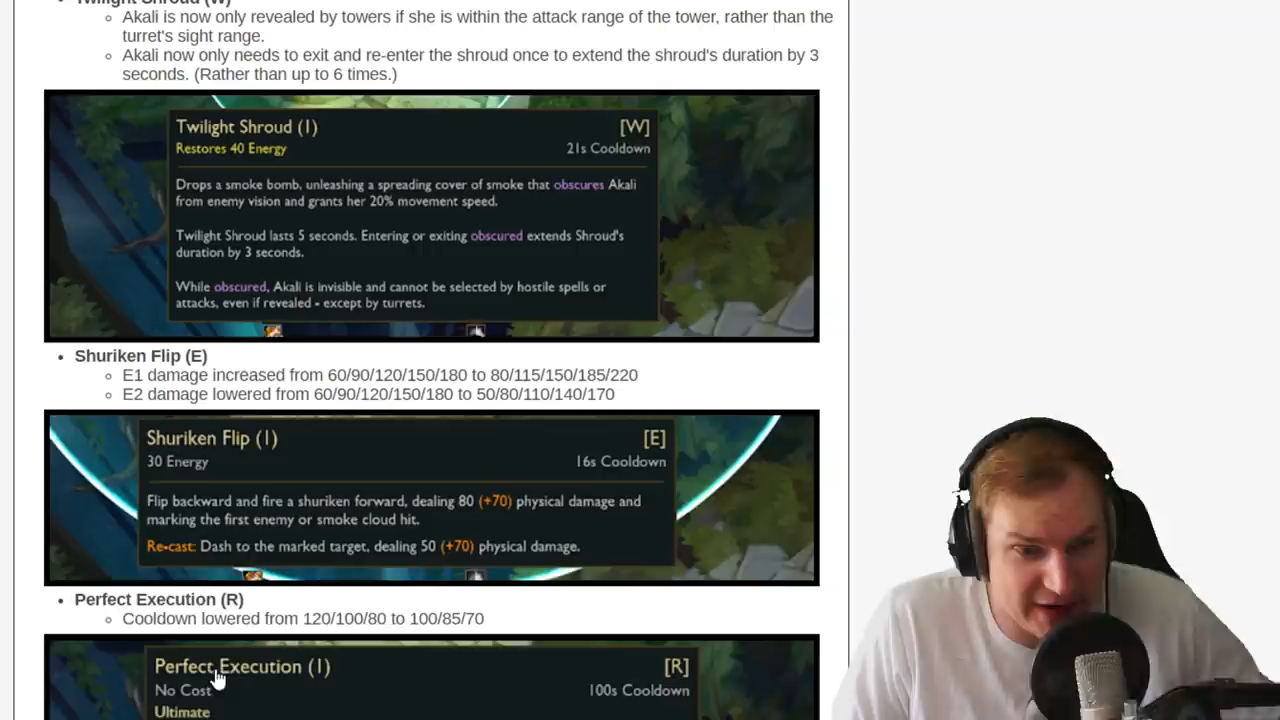 Twilight Shroud (W)
Akali is now only revealed by towers if she is within the attack range of the tower, rather than the
turret's sight range.
Akali now only needs to exit and re-enter the shroud once to extend the shroud's duration by 3
seconds. (Rather than up to 6 times.)
Twilight Shroud (1) [W]
Restores 40 Energy 21s Cooldown
Drops a smoke bomb, unleashing a spreading cover of smoke that obscures Akali
from enemy vision and grants her 20% movement speed.
Twilight Shroud lasts 5 seconds. Entering or exiting obscured extends Shroud's
duration by 3 seconds.
While obscured, Akali is invisible and cannot be selected by hostile spells or
attacks, even if revealed - except by turrets.
Shuriken Flip (E)
E1 damage increased from 60/90/120/150/180 to 80/115/150/185/220
E2 damage lowered from 60/90/120/150/180 to 50/80/110/140/170
Shuriken Flip (1) [E]
30 Energy 16s Cooldown
Flip backward and fire a shuriken forward, dealing 80 (+70) physical damage and
marking the first enemy or smoke cloud hit.
Re-cast: Dash to the marked target, dealing 50 (+70) physical damage.
Perfect Execution (R)
Cooldown lowered from 120/100/80 to 100/85/70
Perfect Execution (1) [R]
No Cost 100s Cooldown
Ultimate